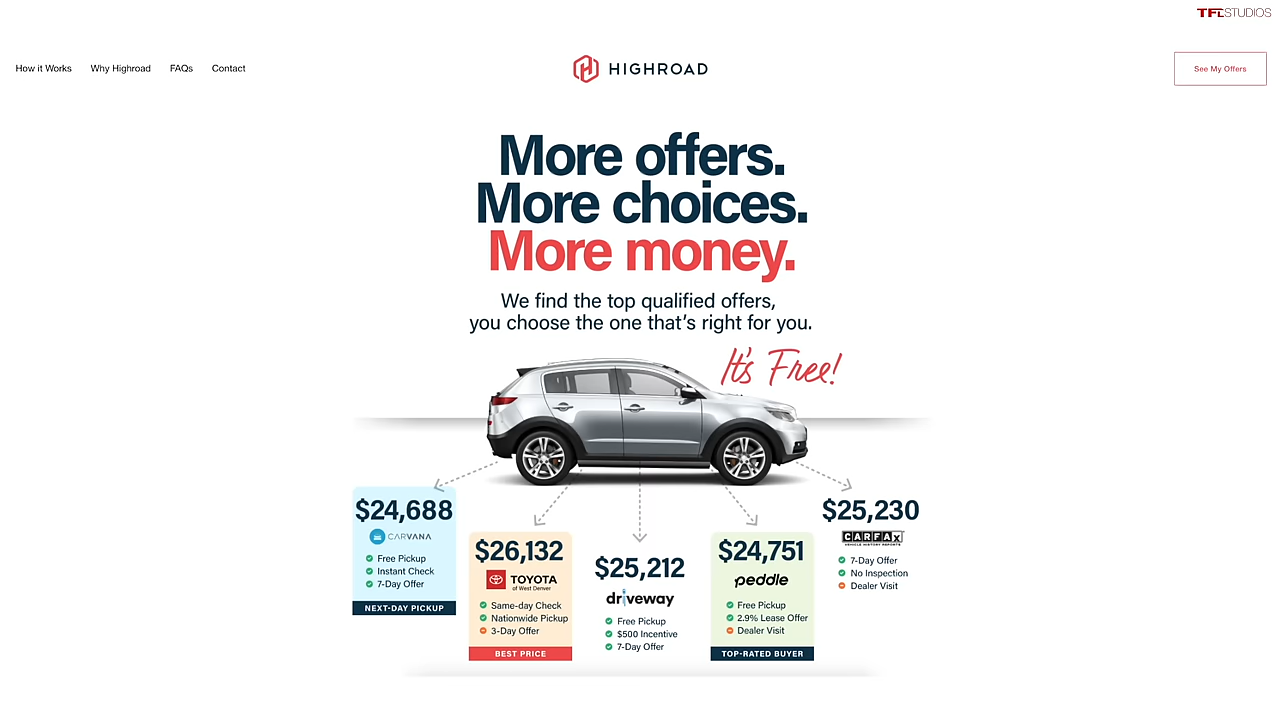 TFLSTUDIOS
How it Works
Why Highroad
FAQs
Contact
HIGHROAD
See My Offers
More offers.
More choices.
More money.
We find the top qualified offers,
you choose the one that's right for you.
It's Free!
$24,688
CARVANA
Free Pickup
Instant Check
7-Day Offer
NEXT-DAY PICKUP
$26,132
TOYOTA
of West Denver
Same-day Check
Nationwide Pickup
3-Day Offer
BEST PRICE
$25,212
driveway
Free Pickup
$500 Incentive
7-Day Offer
$24,751
peddle
Free Pickup
2.9% Lease Offer
Dealer Visit
TOP-RATED BUYER
$25,230
CARFAX
VEHICLE HISTORY REPORTS
7-Day Offer
No Inspection
Dealer Visit